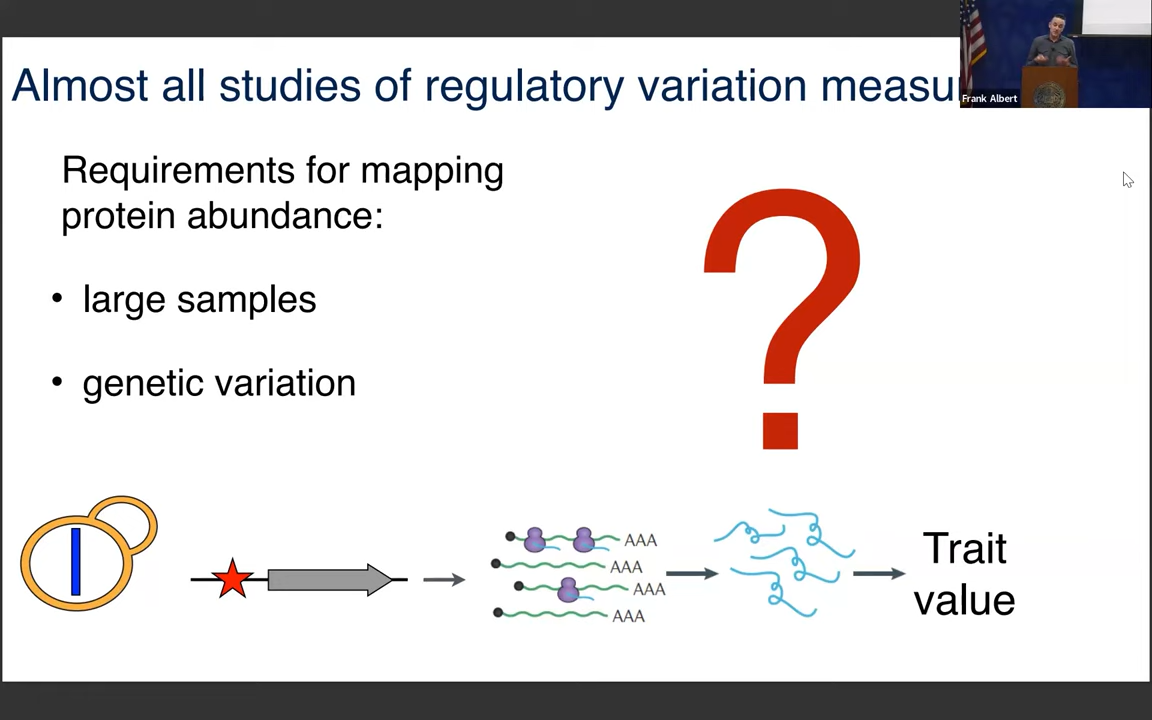 Almost all studies of regulatory variation measu
Frank Albert
Requirements for mapping
protein abundance:
• large samples
• genetic variation
?
AAA
AAA
AAA
AAA
Trait
value